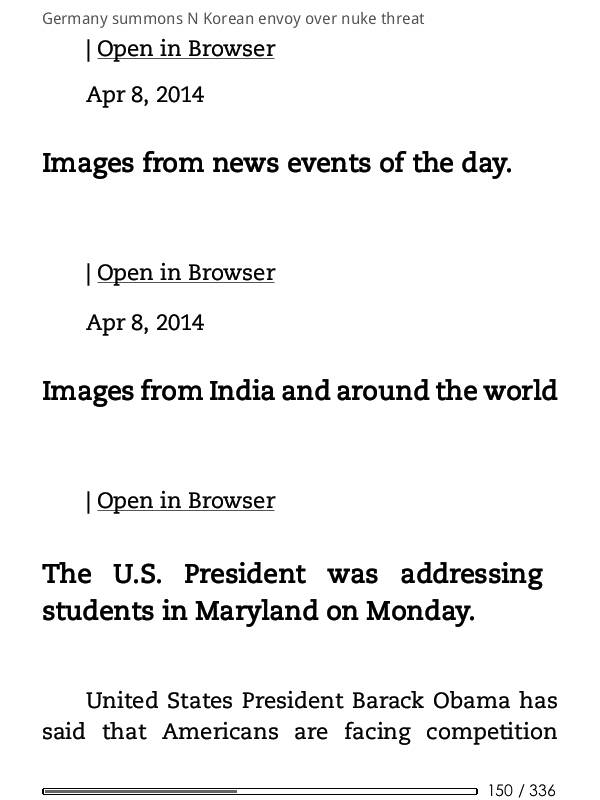 Germany summons N Korean envoy over nuke threat
| Open in Browser
Apr 8, 2014
Images from news events of the day.
| Open in Browser
Apr 8, 2014
Images from India and around the world
| Open in Browser
The U.S. President was addressing
students in Maryland on Monday.
United States President Barack Obama has
said that Americans are facing competition
150 / 336